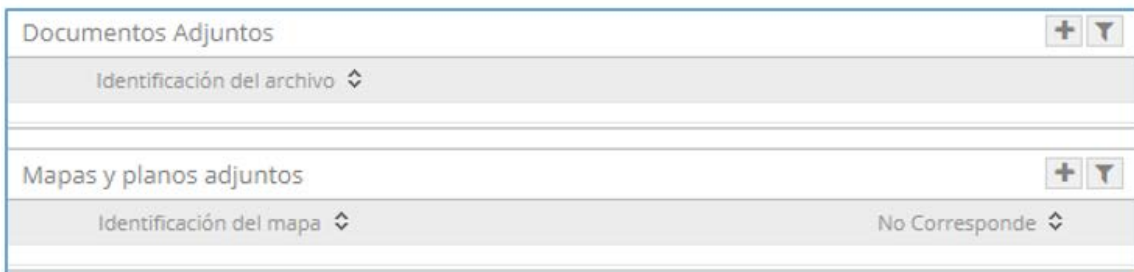 Documentos Adjuntos
Identificación del archivo
Mapas y planos adjuntos
Identificación del mapa No Corresponde